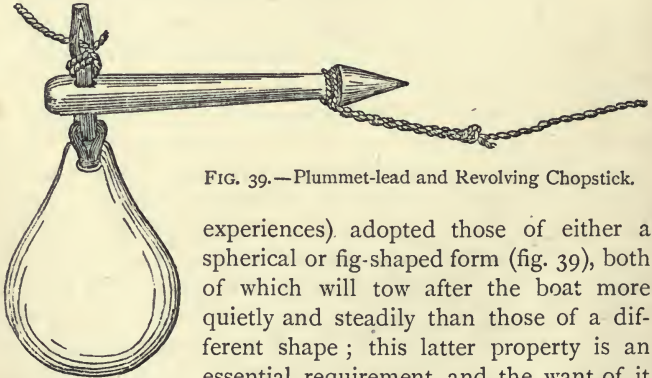 FIG. 39.—Plummet-lead and Revolving Chopstick.
experiences) adopted those of either a
spherical or fig-shaped form (fig. 39), both
of which will tow after the boat more
quietly and steadily than those of a dif-
ferent shape ; this latter property is an
essential requirement, and the want of it